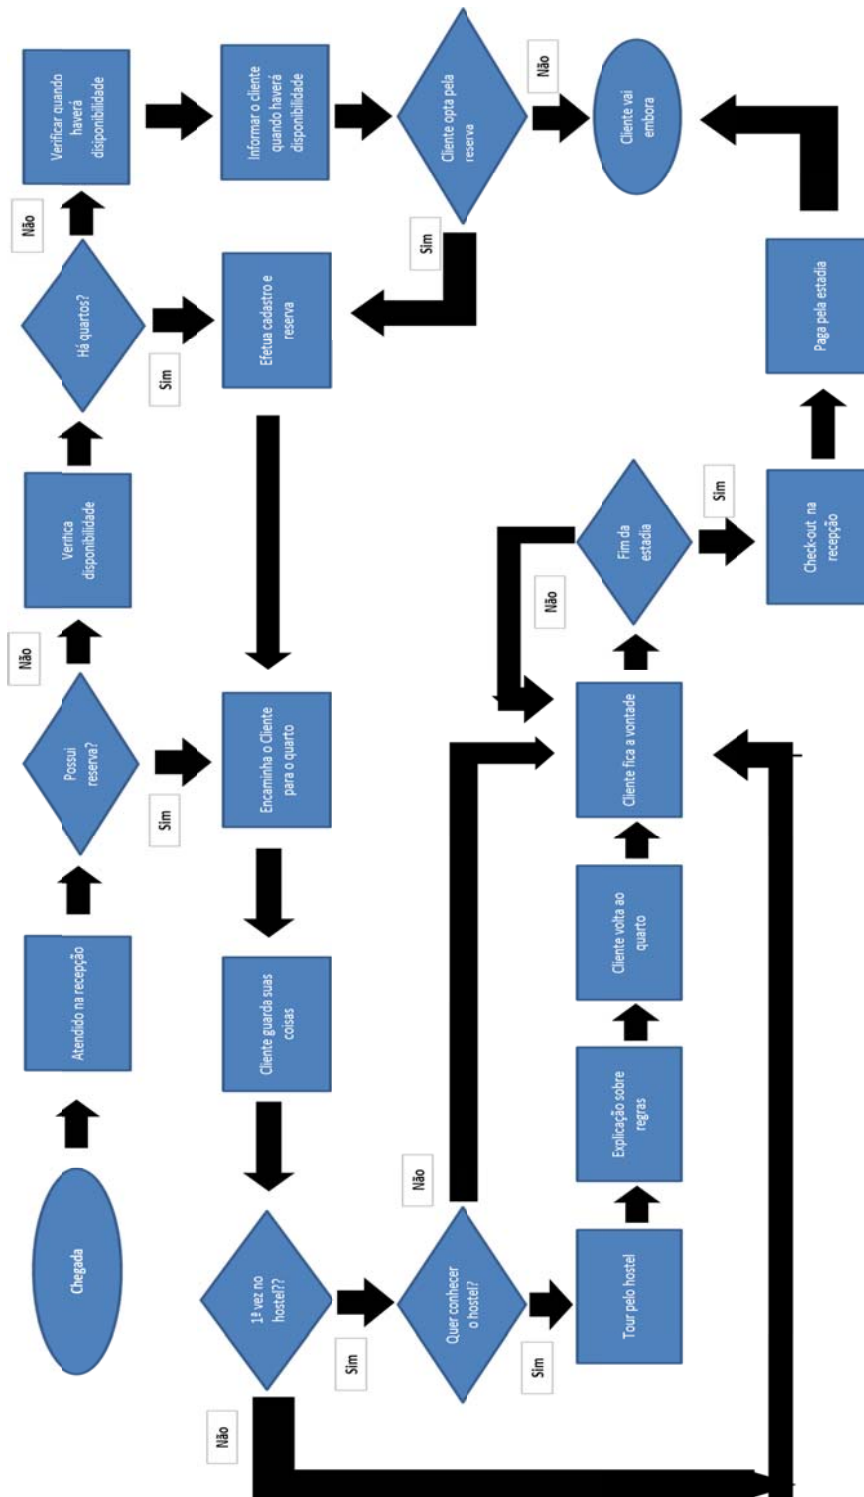 Chegada
Atendido na recepção
Possui
reserva?
Não
Sim
Verifica
disponibilidade
Há quartos?
Não
Sim
Verificar quando
haverá
disiponibilidade
Informar o cliente
quando haverá
disponibilidade
Cliente opta pela
reserva
Sim
Não
Cliente vai
embora
Efetua cadastro e
reserva
Encaminha o Cliente
para o quarto
Cliente guarda suas
coisas
1ª vez no
hostel??
Não
Sim
Quer conhecer
o hostel?
Não
Sim
Tour pelo hostel
Explicação sobre
regras
Cliente volta ao
quarto
Cliente fica a vontade
Fim da
estadia
Não
Sim
Check-out na
recepção
Paga pela estadia